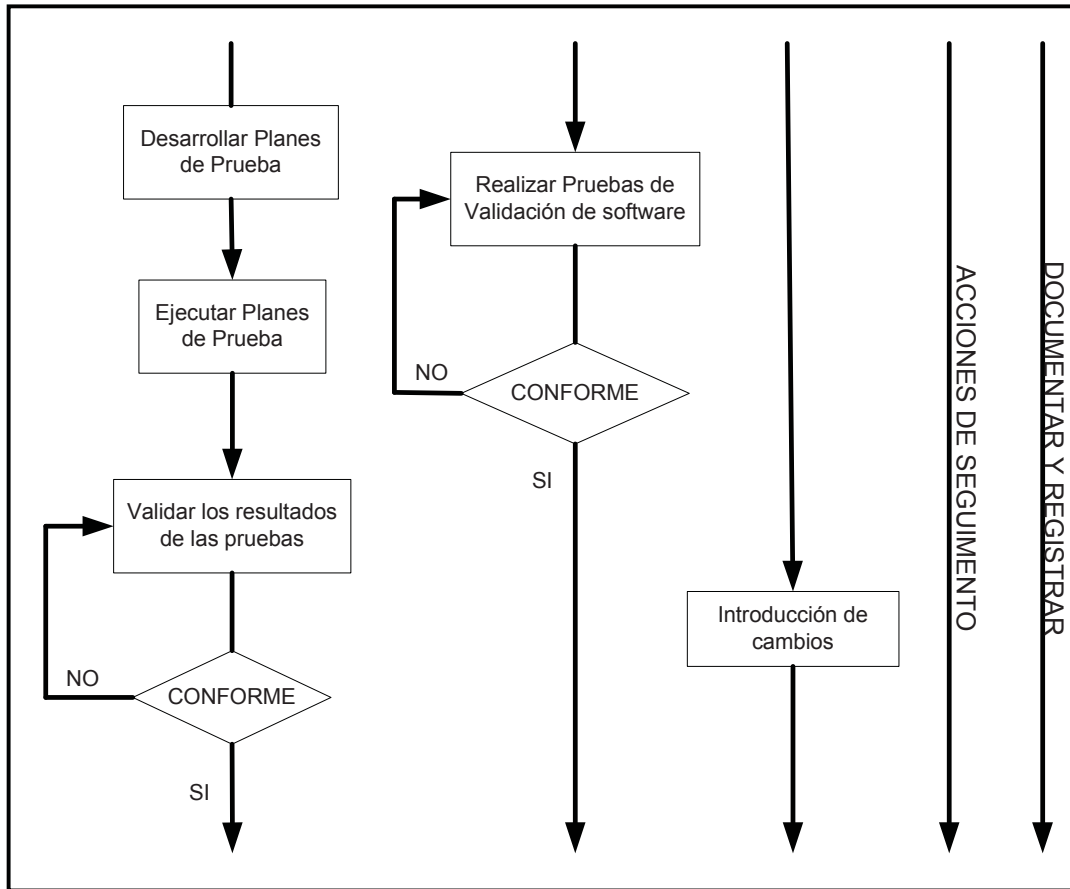 Desarrollar Planes
de Prueba
Ejecutar Planes
de Prueba
Validar los resultados
de las pruebas
NO
CONFORME
SI
Realizar Pruebas de
Validación de software
NO
CONFORME
SI
Introducción de
cambios
ACCIONES DE SEGUIMENTO
DOCUMENTAR Y REGISTRAR